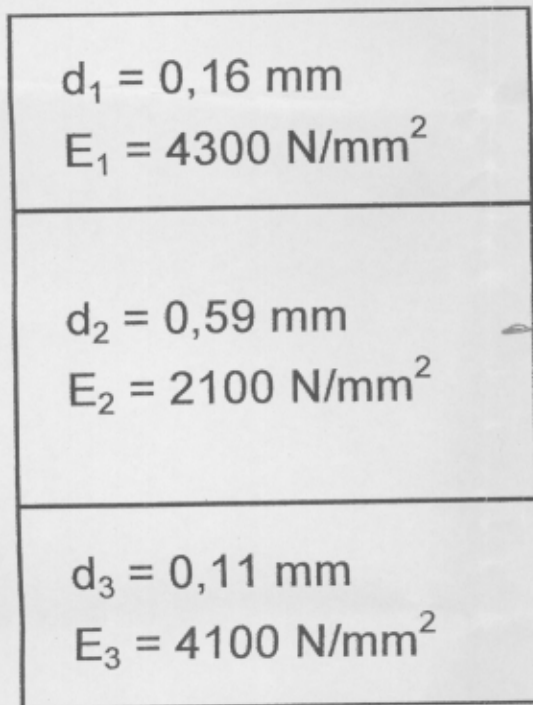 d₁ = 0,16 mm
E₁ = 4300 N/mm²
d₂ = 0,59 mm
E₂ = 2100 N/mm²
d₃ = 0,11 mm
E₃ = 4100 N/mm²